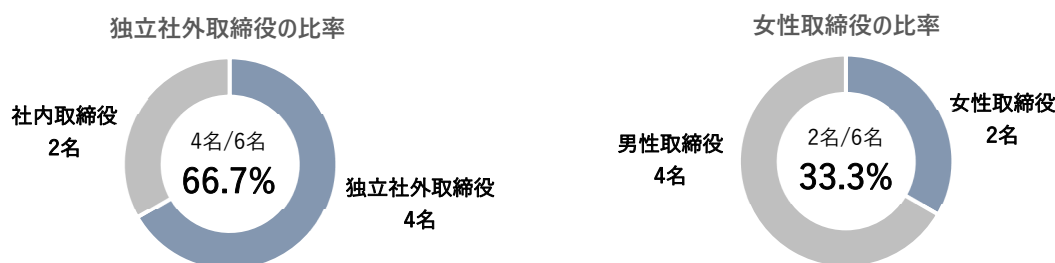 独立社外取締役の比率
社内取締役
2名
4名/6名
66.7%
独立社外取締役
4名
女性取締役の比率
男性取締役
4名
2名/6名
33.3%
女性取締役
2名